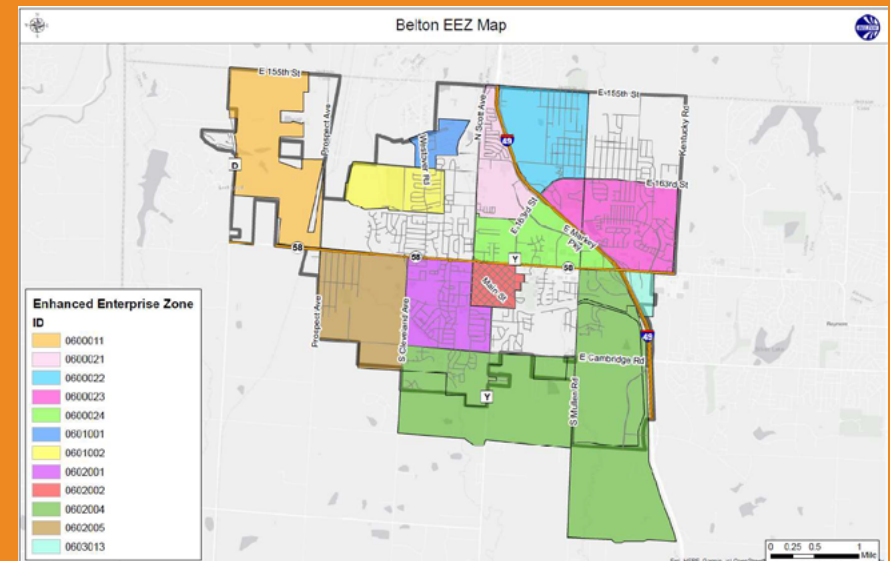 Belton EEZ Map
E 155th St
E 155th St
Prospect Ave
N Scott Ave
Kentucky Rd
Westover Rd
49
D
E 163rd St
E 163rd St
E Markey Pky
58
58
Y
58
Main St
Enhanced Enterprise Zone
ID
0600011
0600021
0600022
0600023
0600024
0601001
0601002
0602001
0602002
0602004
0602005
0603013
Prospect Ave
S Cleveland Ave
49
E Cambridge Rd
Y
S Mullen Rd
0 0.25 0.5 1
Mile